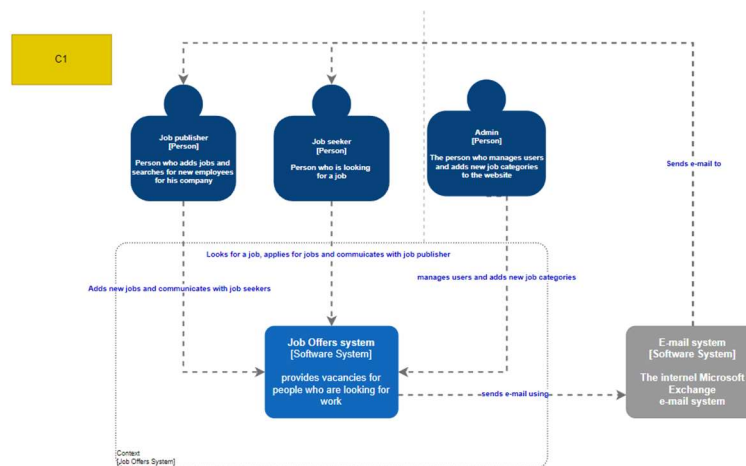 C1
Job publisher
[Person]
Person who adds jobs and
searches for new employees
for his company
Job seeker
[Person]
Person who is looking
for a job
Admin
[Person]
The person who manages users
and adds new job categories
to the website
Sends e-mail to
Looks for a job, applies for jobs and commuicates with job publisher
Adds new jobs and communicates with job seekers
manages users and adds new job categories
Job Offers system
[Software System]
provides vacancies for
people who are looking for
work
sends e-mail using
E-mail system
[Software System]
The internel Microsoft
Exchange
e-mail system
Context
[Job Offers System]